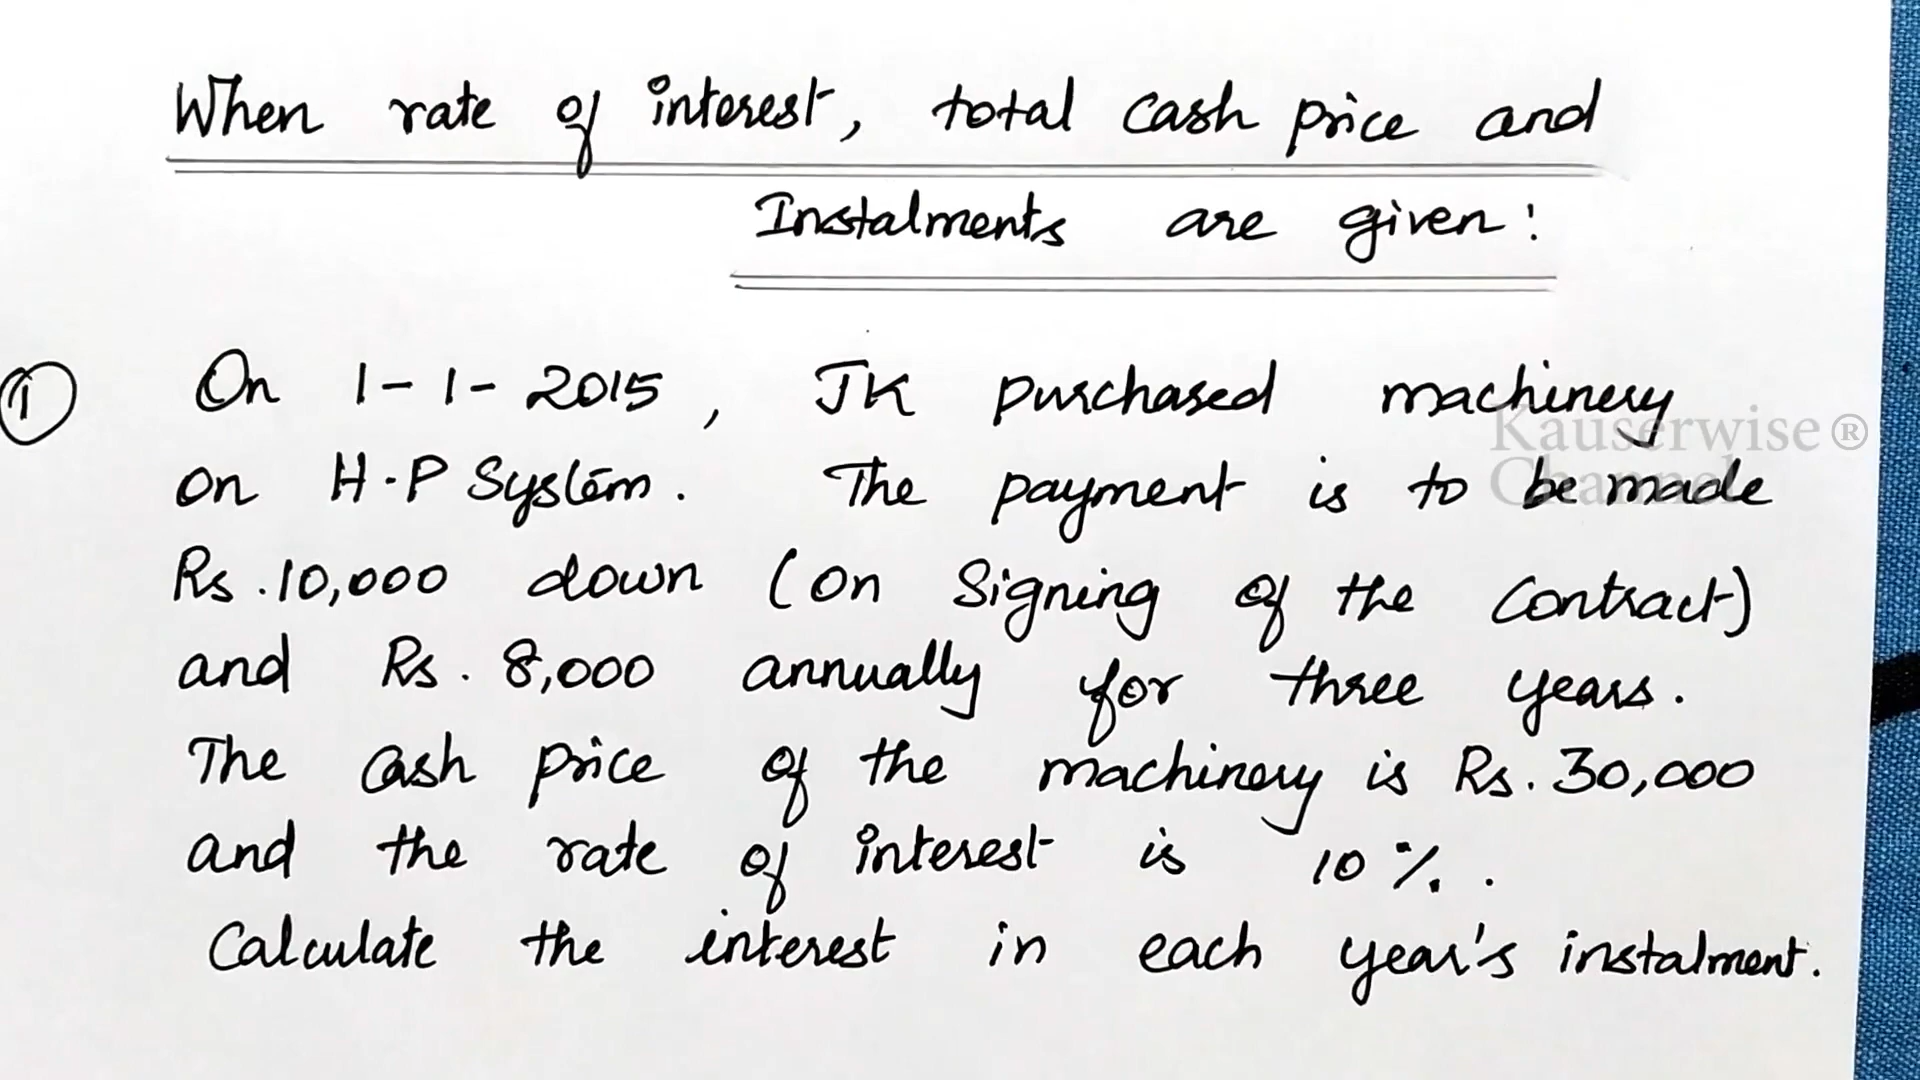 When rate of interest, total cash price and
Instalments are given:
① On 1-1-2015, JK purchased machinery
on H.P System. The payment is to be made
Rs.10,000 down (on Signing of the contract)
and Rs. 8,000 annually for three years.
The cash price of the machinery is Rs. 30,000
and the rate of interest is 10%.
Calculate the interest in each year's instalment.
Kauserwise®
Channel